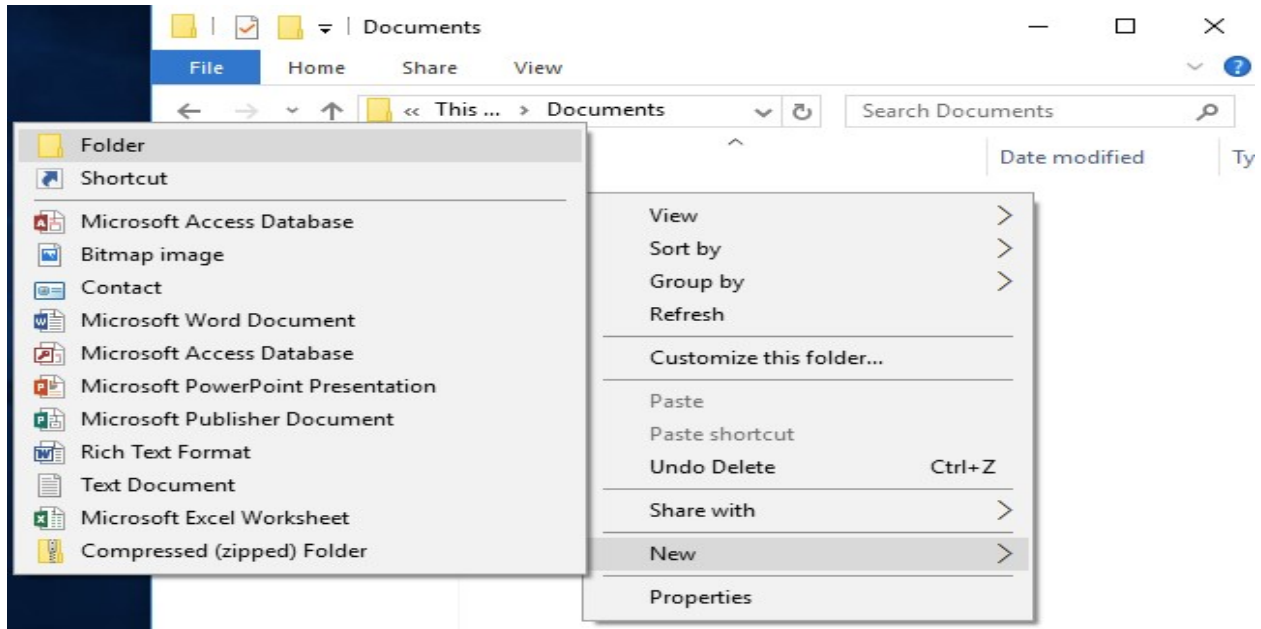 Documents
File Home Share View
« This ... > Documents
Search Documents
Date modified
Ty
Folder
Shortcut
Microsoft Access Database
Bitmap image
Contact
Microsoft Word Document
Microsoft Access Database
Microsoft PowerPoint Presentation
Microsoft Publisher Document
Rich Text Format
Text Document
Microsoft Excel Worksheet
Compressed (zipped) Folder
View
Sort by
Group by
Refresh
Customize this folder...
Paste
Paste shortcut
Undo Delete Ctrl+Z
Share with
New
Properties